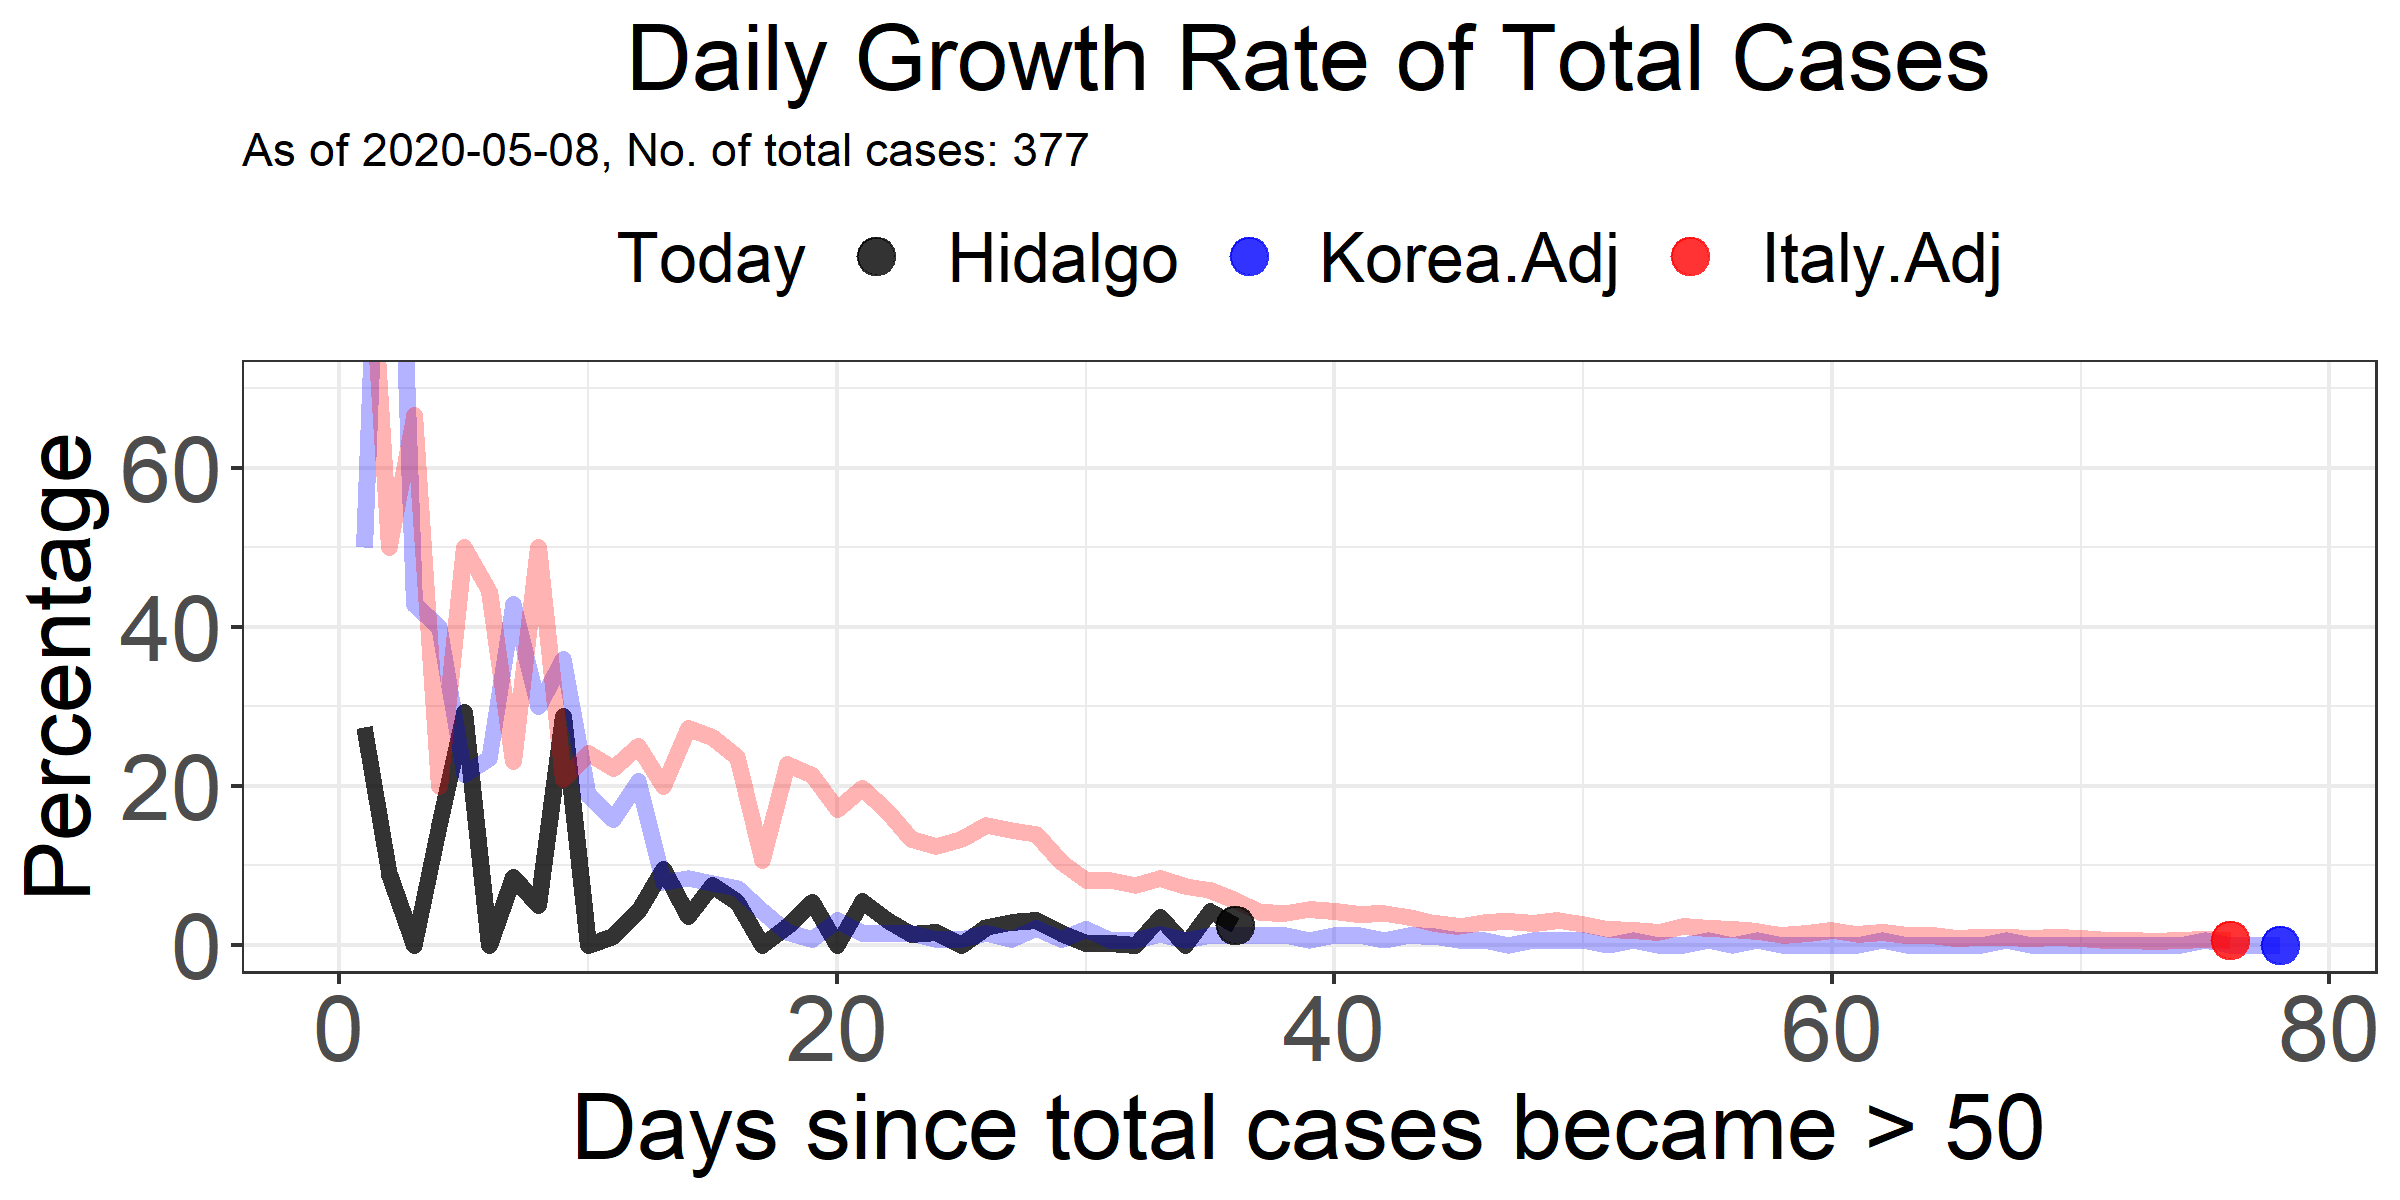 Daily Growth Rate of Total Cases
As of 2020-05-08, No. of total cases: 377
Today Hidalgo Korea.Adj Italy.Adj
Percentage
60
40
20
0
0 20 40 60 80
Days since total cases became > 50